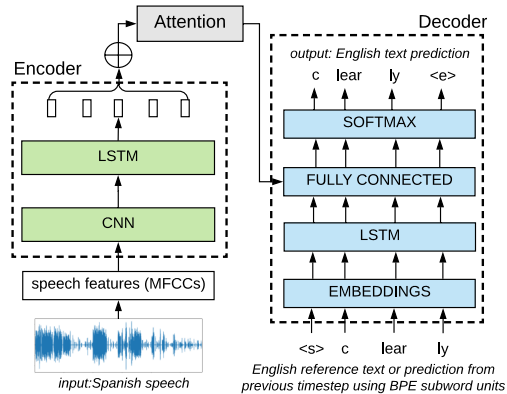 Attention
Decoder
Encoder
output: English text prediction
c lear ly <e>
SOFTMAX
LSTM
FULLY CONNECTED
CNN
LSTM
speech features (MFCCs)
EMBEDDINGS
<s> c lear ly
input:Spanish speech
English reference text or prediction from
previous timestep using BPE subword units